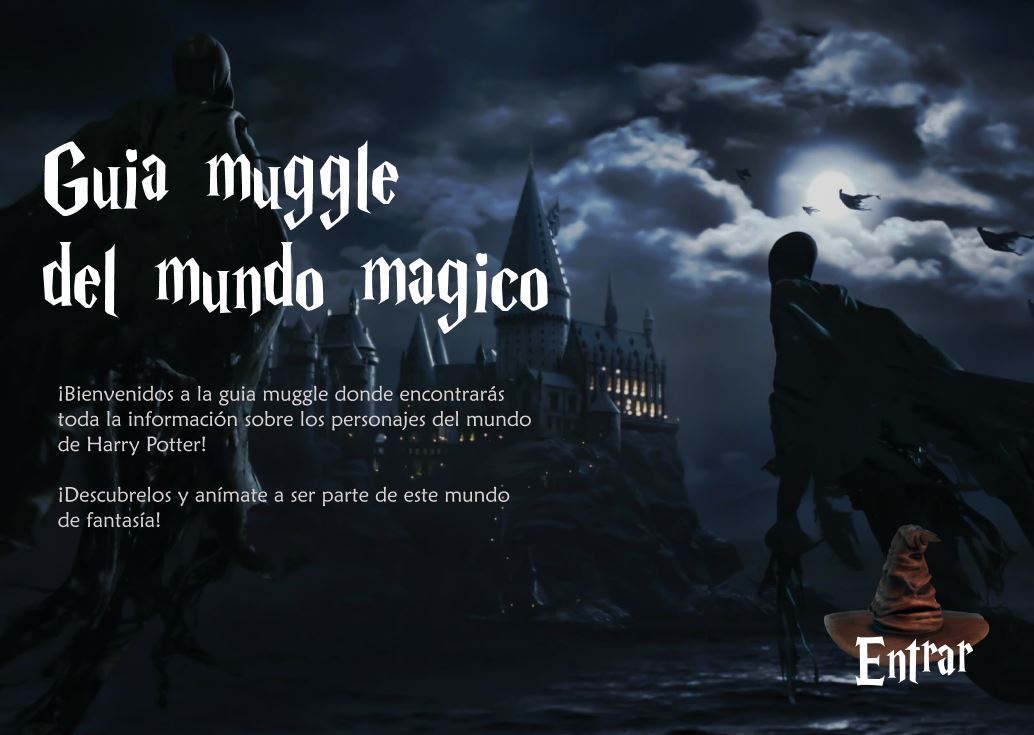 Guia muggle
del mundo magico
¡Bienvenidos a la guia muggle donde encontrarás
toda la información sobre los personajes del mundo
de Harry Potter!
¡Descubrelos y anímate a ser parte de este mundo
de fantasía!
Entrar